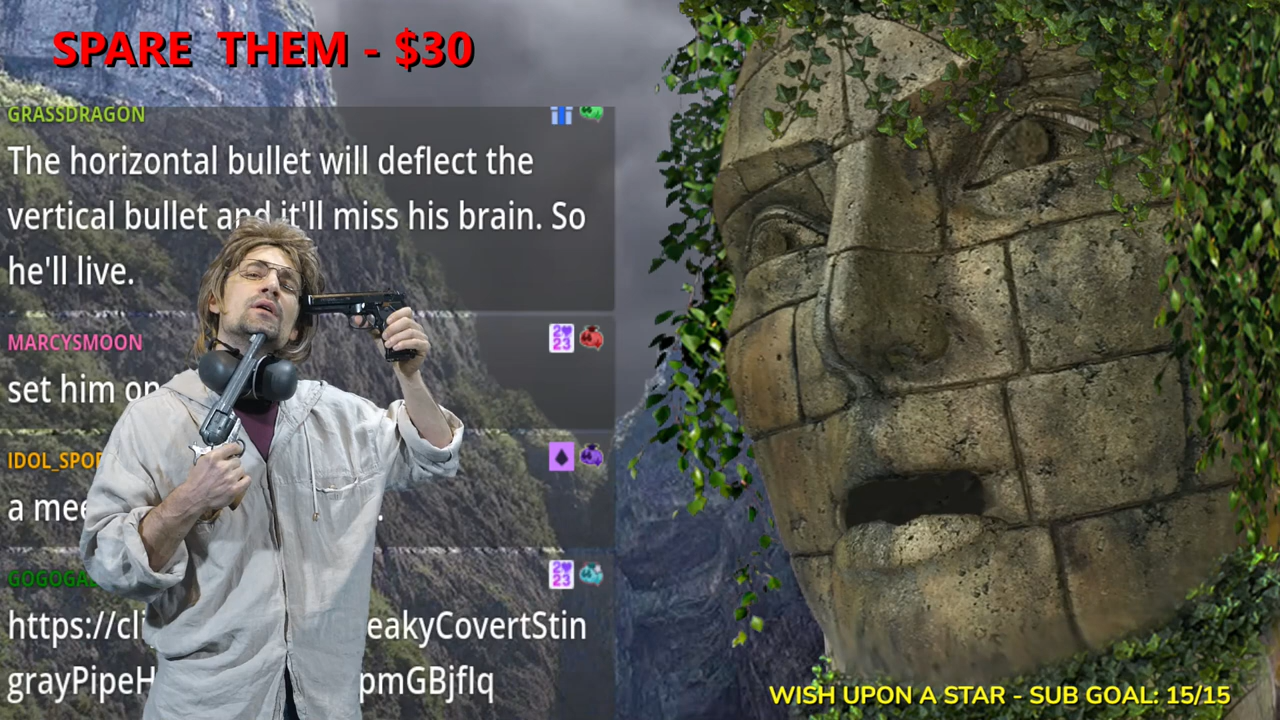 SPARE THEM - $30
GRASSDRAGON
The horizontal bullet will deflect the
vertical bullet and it'll miss his brain. So
he'll live.
MARCYSMOON
set him on
IDOL_SPO
a
GOGOGA
https://cli eakyCovertStin
grayPipeH pmGBjflq
WISH UPON A STAR - SUB GOAL: 15/15